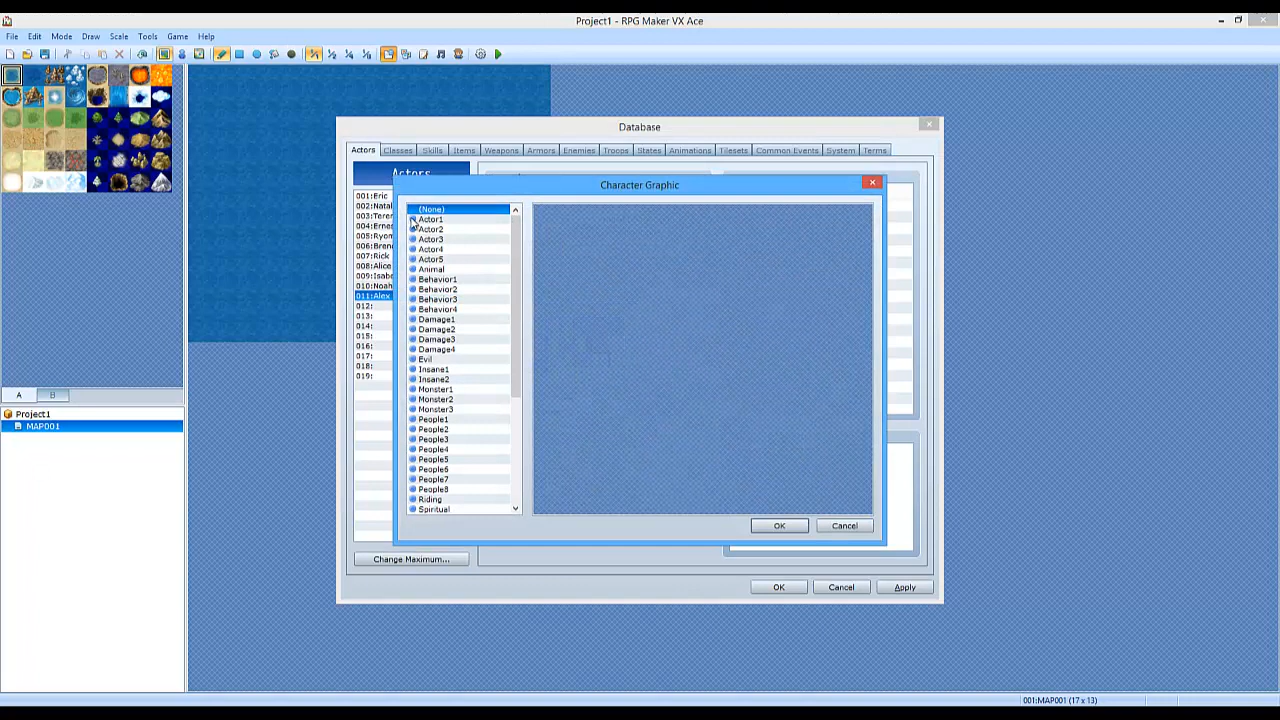 Project1 - RPG Maker VX Ace
File Edit Mode Draw Scale Tools Game Help
Database
Actors Classes Skills Items Weapons Armors Enemies Troops States Animations Tilesets Common Events System Terms
Actors
Character Graphic
001:Eric
002:Natal
003:Terer
004:Erne
005:Ryom
006:Bren
007:Rick
008:Alice
009:Isabe
010:Noah
011:Alex
012:
013:
014:
015:
016:
017:
018:
019:
(None)
Actor1
Actor2
Actor3
Actor4
Actor5
Animal
Behavior1
Behavior2
Behavior3
Behavior4
Damage1
Damage2
Damage3
Damage4
Evil
Insane1
Insane2
Monster1
Monster2
Monster3
People1
People2
People3
People4
People5
People6
People7
People8
Riding
Spiritual
OK Cancel
Change Maximum...
OK Cancel Apply
A B
Project1
MAP001
001:MAP001 (17 x 13)